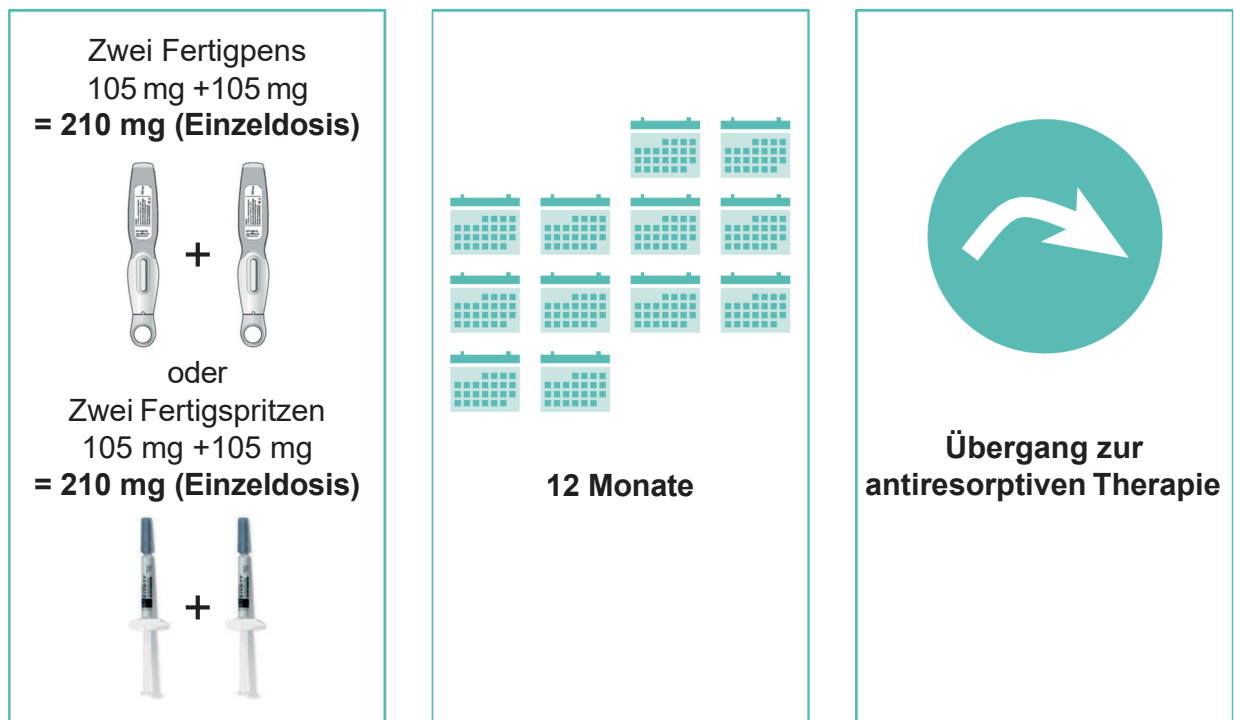 Zwei Fertigpens
105 mg +105 mg
= 210 mg (Einzeldosis)
+
oder
Zwei Fertigspritzen
105 mg +105 mg
= 210 mg (Einzeldosis)
+
12 Monate
Übergang zur
antiresorptiven Therapie